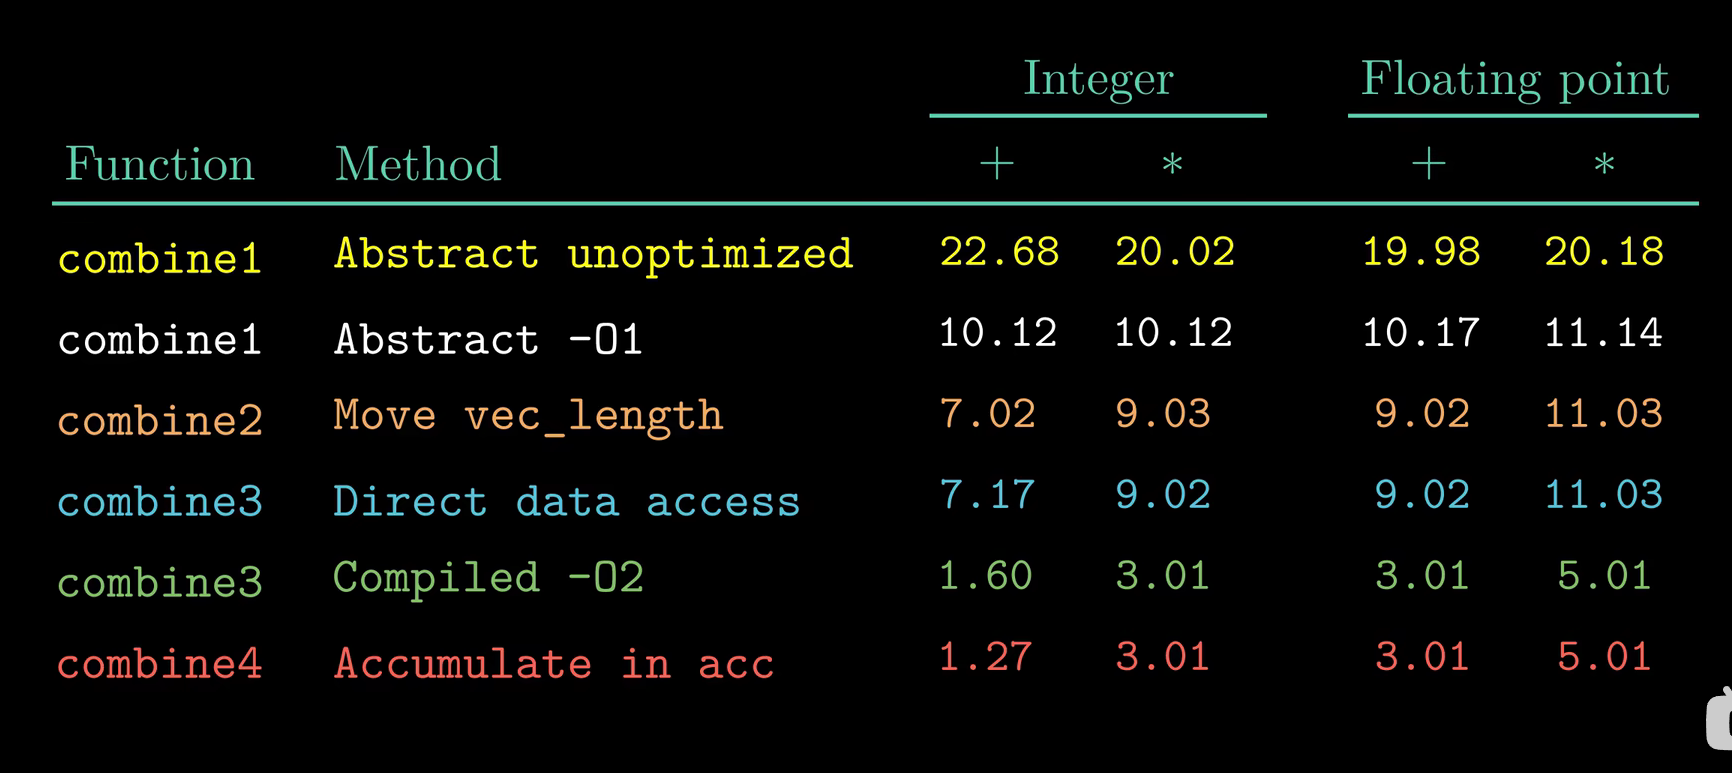 Integer Floating point
Function Method + * + *
combine1 Abstract unoptimized 22.68 20.02 19.98 20.18
combine1 Abstract -O1 10.12 10.12 10.17 11.14
combine2 Move vec_length 7.02 9.03 9.02 11.03
combine3 Direct data access 7.17 9.02 9.02 11.03
combine3 Compiled -O2 1.60 3.01 3.01 5.01
combine4 Accumulate in acc 1.27 3.01 3.01 5.01